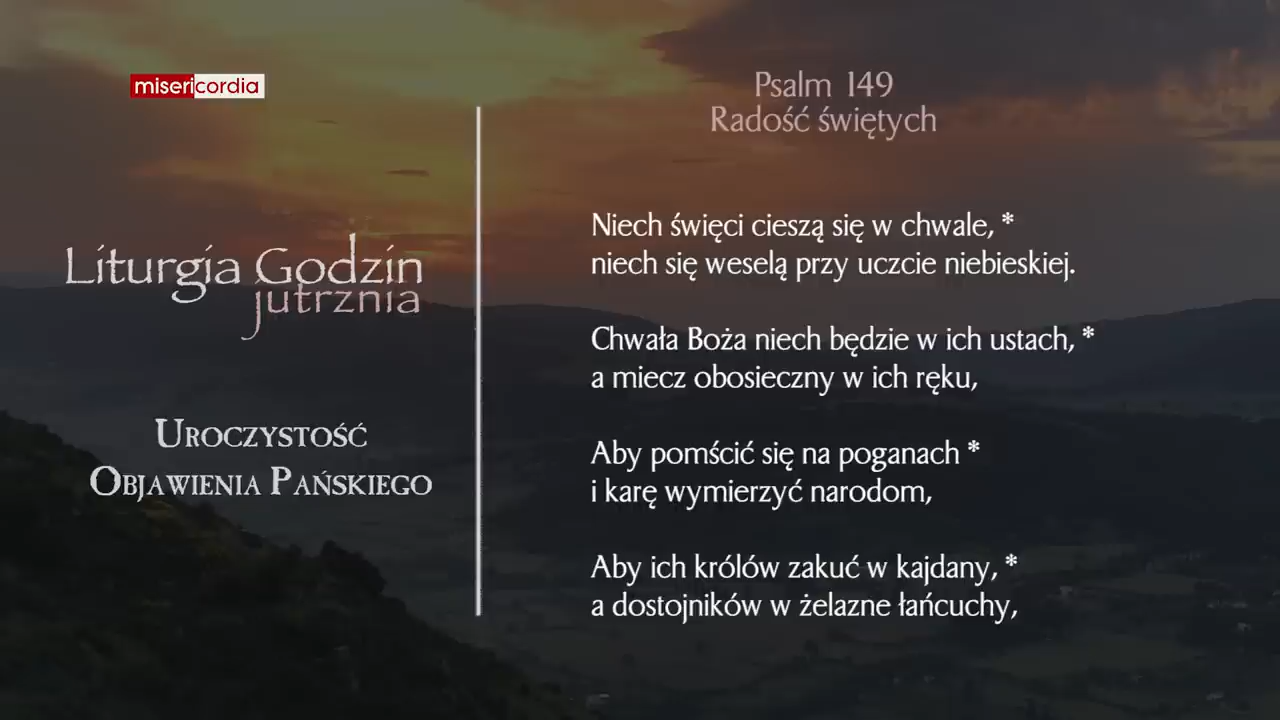 misericordia
Liturgia Godzin
jutrznia
Uroczystość
Objawienia Pańskiego
Psalm 149
Radość świętych
Niech święci cieszą się w chwale, *
niech się weselą przy uczcie niebieskiej.
Chwała Boża niech będzie w ich ustach, *
a miecz obosieczny w ich ręku,
Aby pomścić się na poganach *
i karę wymierzyć narodom,
Aby ich królów zakuć w kajdany, *
a dostojników w żelazne łańcuchy,